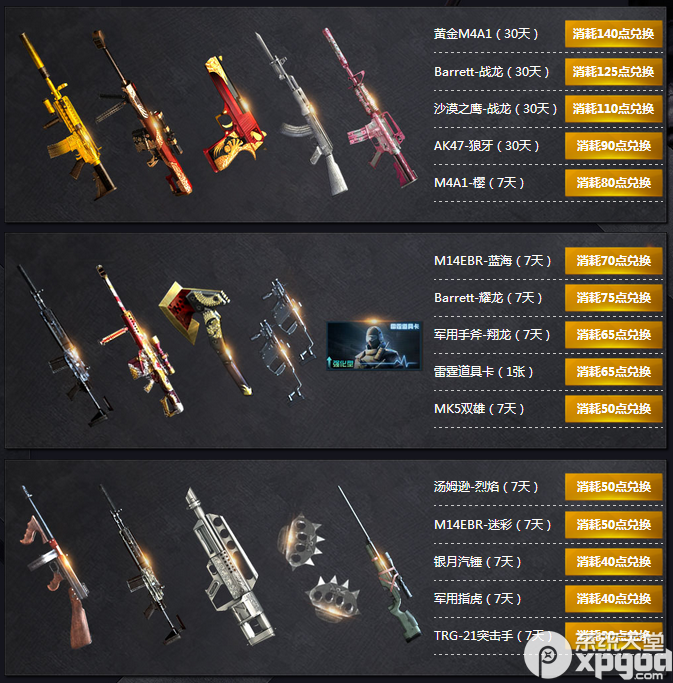 黄金M4A1（30天） 消耗140点兑换
Barrett-战龙（30天） 消耗125点兑换
沙漠之鹰-战龙（30天） 消耗110点兑换
AK47-狼牙（30天） 消耗90点兑换
M4A1-樱（7天） 消耗80点兑换
M14EBR-蓝海（7天） 消耗70点兑换
Barrett-耀龙（7天） 消耗75点兑换
军用手斧-翔龙（7天） 消耗65点兑换
雷霆道具卡（1张） 消耗65点兑换
MK5双雄（7天） 消耗50点兑换
雷霆道具卡
强化型
汤姆逊-烈焰（7天） 消耗50点兑换
M14EBR-迷彩（7天） 消耗50点兑换
银月汽锤（7天） 消耗40点兑换
军用指虎（7天） 消耗40点兑换
TRG-21突击手（7天）
系统天堂
xpgod
.com